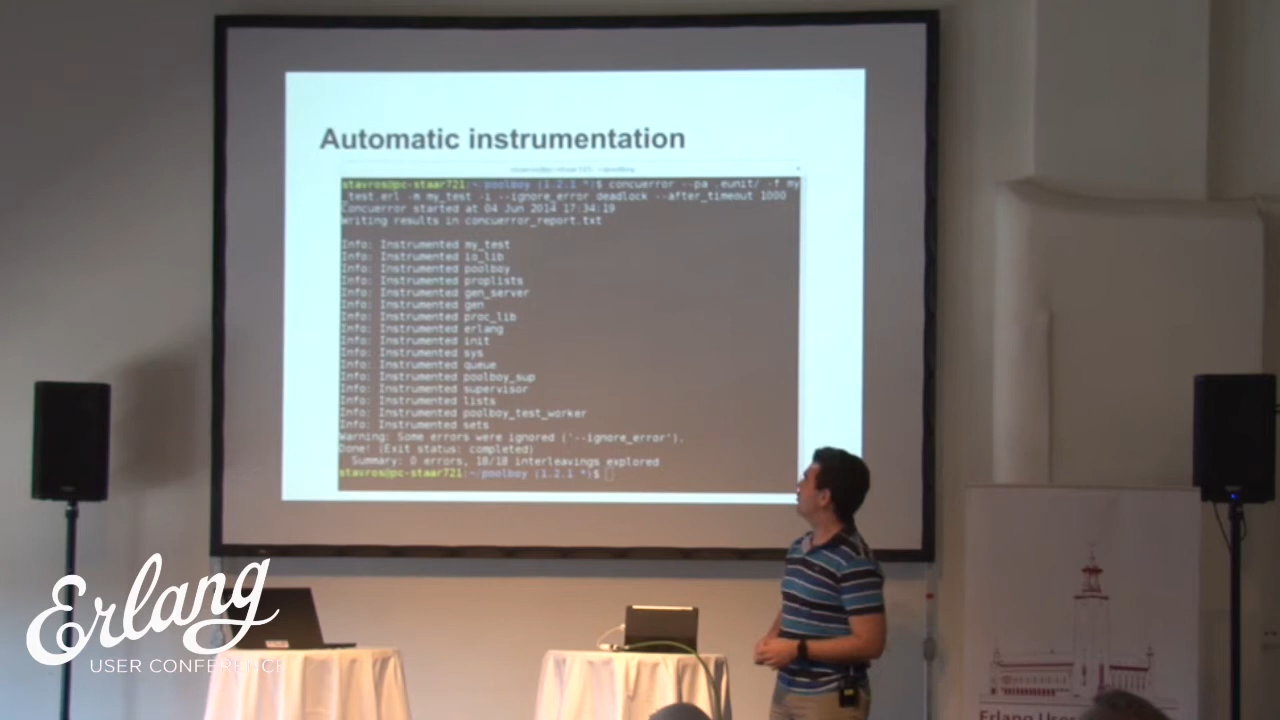 Automatic instrumentation
stavros@pc-staar721:~/poolboy (1.2.1 *)$ concuerror --pa .eunit/ -f my
_test.erl -m my_test -i --ignore_error deadlock --after_timeout 1000
Concuerror started at 04 Jun 2014 17:34:19
Writing results in concuerror_report.txt
Info: Instrumented my_test
Info: Instrumented io_lib
Info: Instrumented poolboy
Info: Instrumented proplists
Info: Instrumented gen_server
Info: Instrumented gen
Info: Instrumented proc_lib
Info: Instrumented erlang
Info: Instrumented init
Info: Instrumented sys
Info: Instrumented queue
Info: Instrumented poolboy_sup
Info: Instrumented supervisor
Info: Instrumented lists
Info: Instrumented poolboy_test_worker
Info: Instrumented sets
Warning: Some errors were ignored ('--ignore_error').
Done! (Exit status: completed)
Summary: 0 errors, 18/18 interleavings explored
stavros@pc-staar721:~/poolboy (1.2.1 *)$
Erlang
USER CONFERENCE
Erlang User